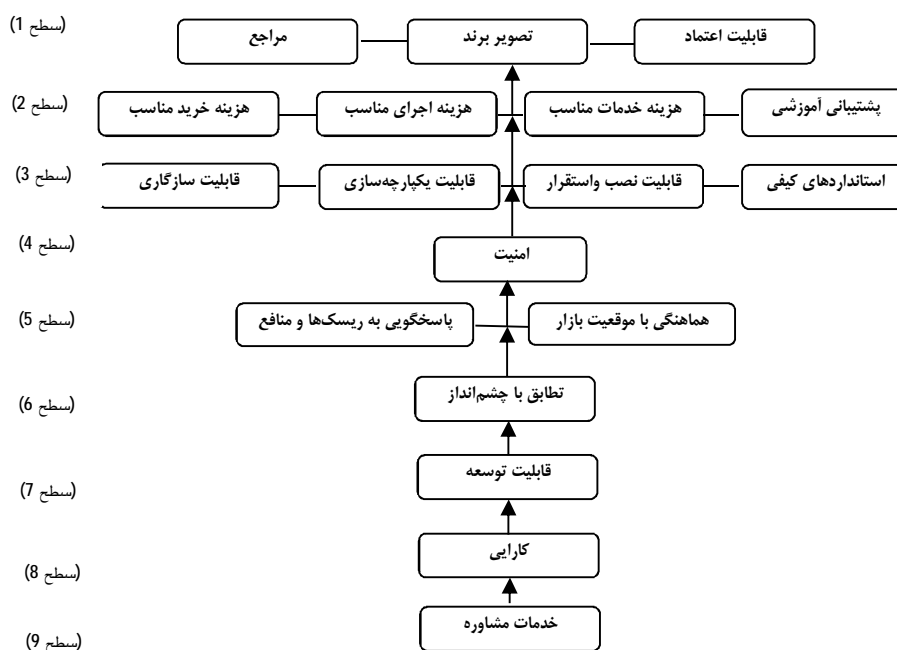 (سطح 1)
قابلیت اعتماد
تصویر برند
مراجع
(سطح 2)
پشتیبانی آموزشی
هزینه خدمات مناسب
هزینه اجرای مناسب
هزینه خرید مناسب
(سطح 3)
استانداردهای کیفی
قابلیت نصب واستقرار
قابلیت یکپارچه‌سازی
قابلیت سازگاری
(سطح 4)
امنیت
(سطح 5)
هماهنگی با موقعیت بازار
پاسخگویی به ریسک‌ها و منافع
(سطح 6)
تطابق با چشم‌انداز
(سطح 7)
قابلیت توسعه
(سطح 8)
کارایی
(سطح 9)
خدمات مشاوره